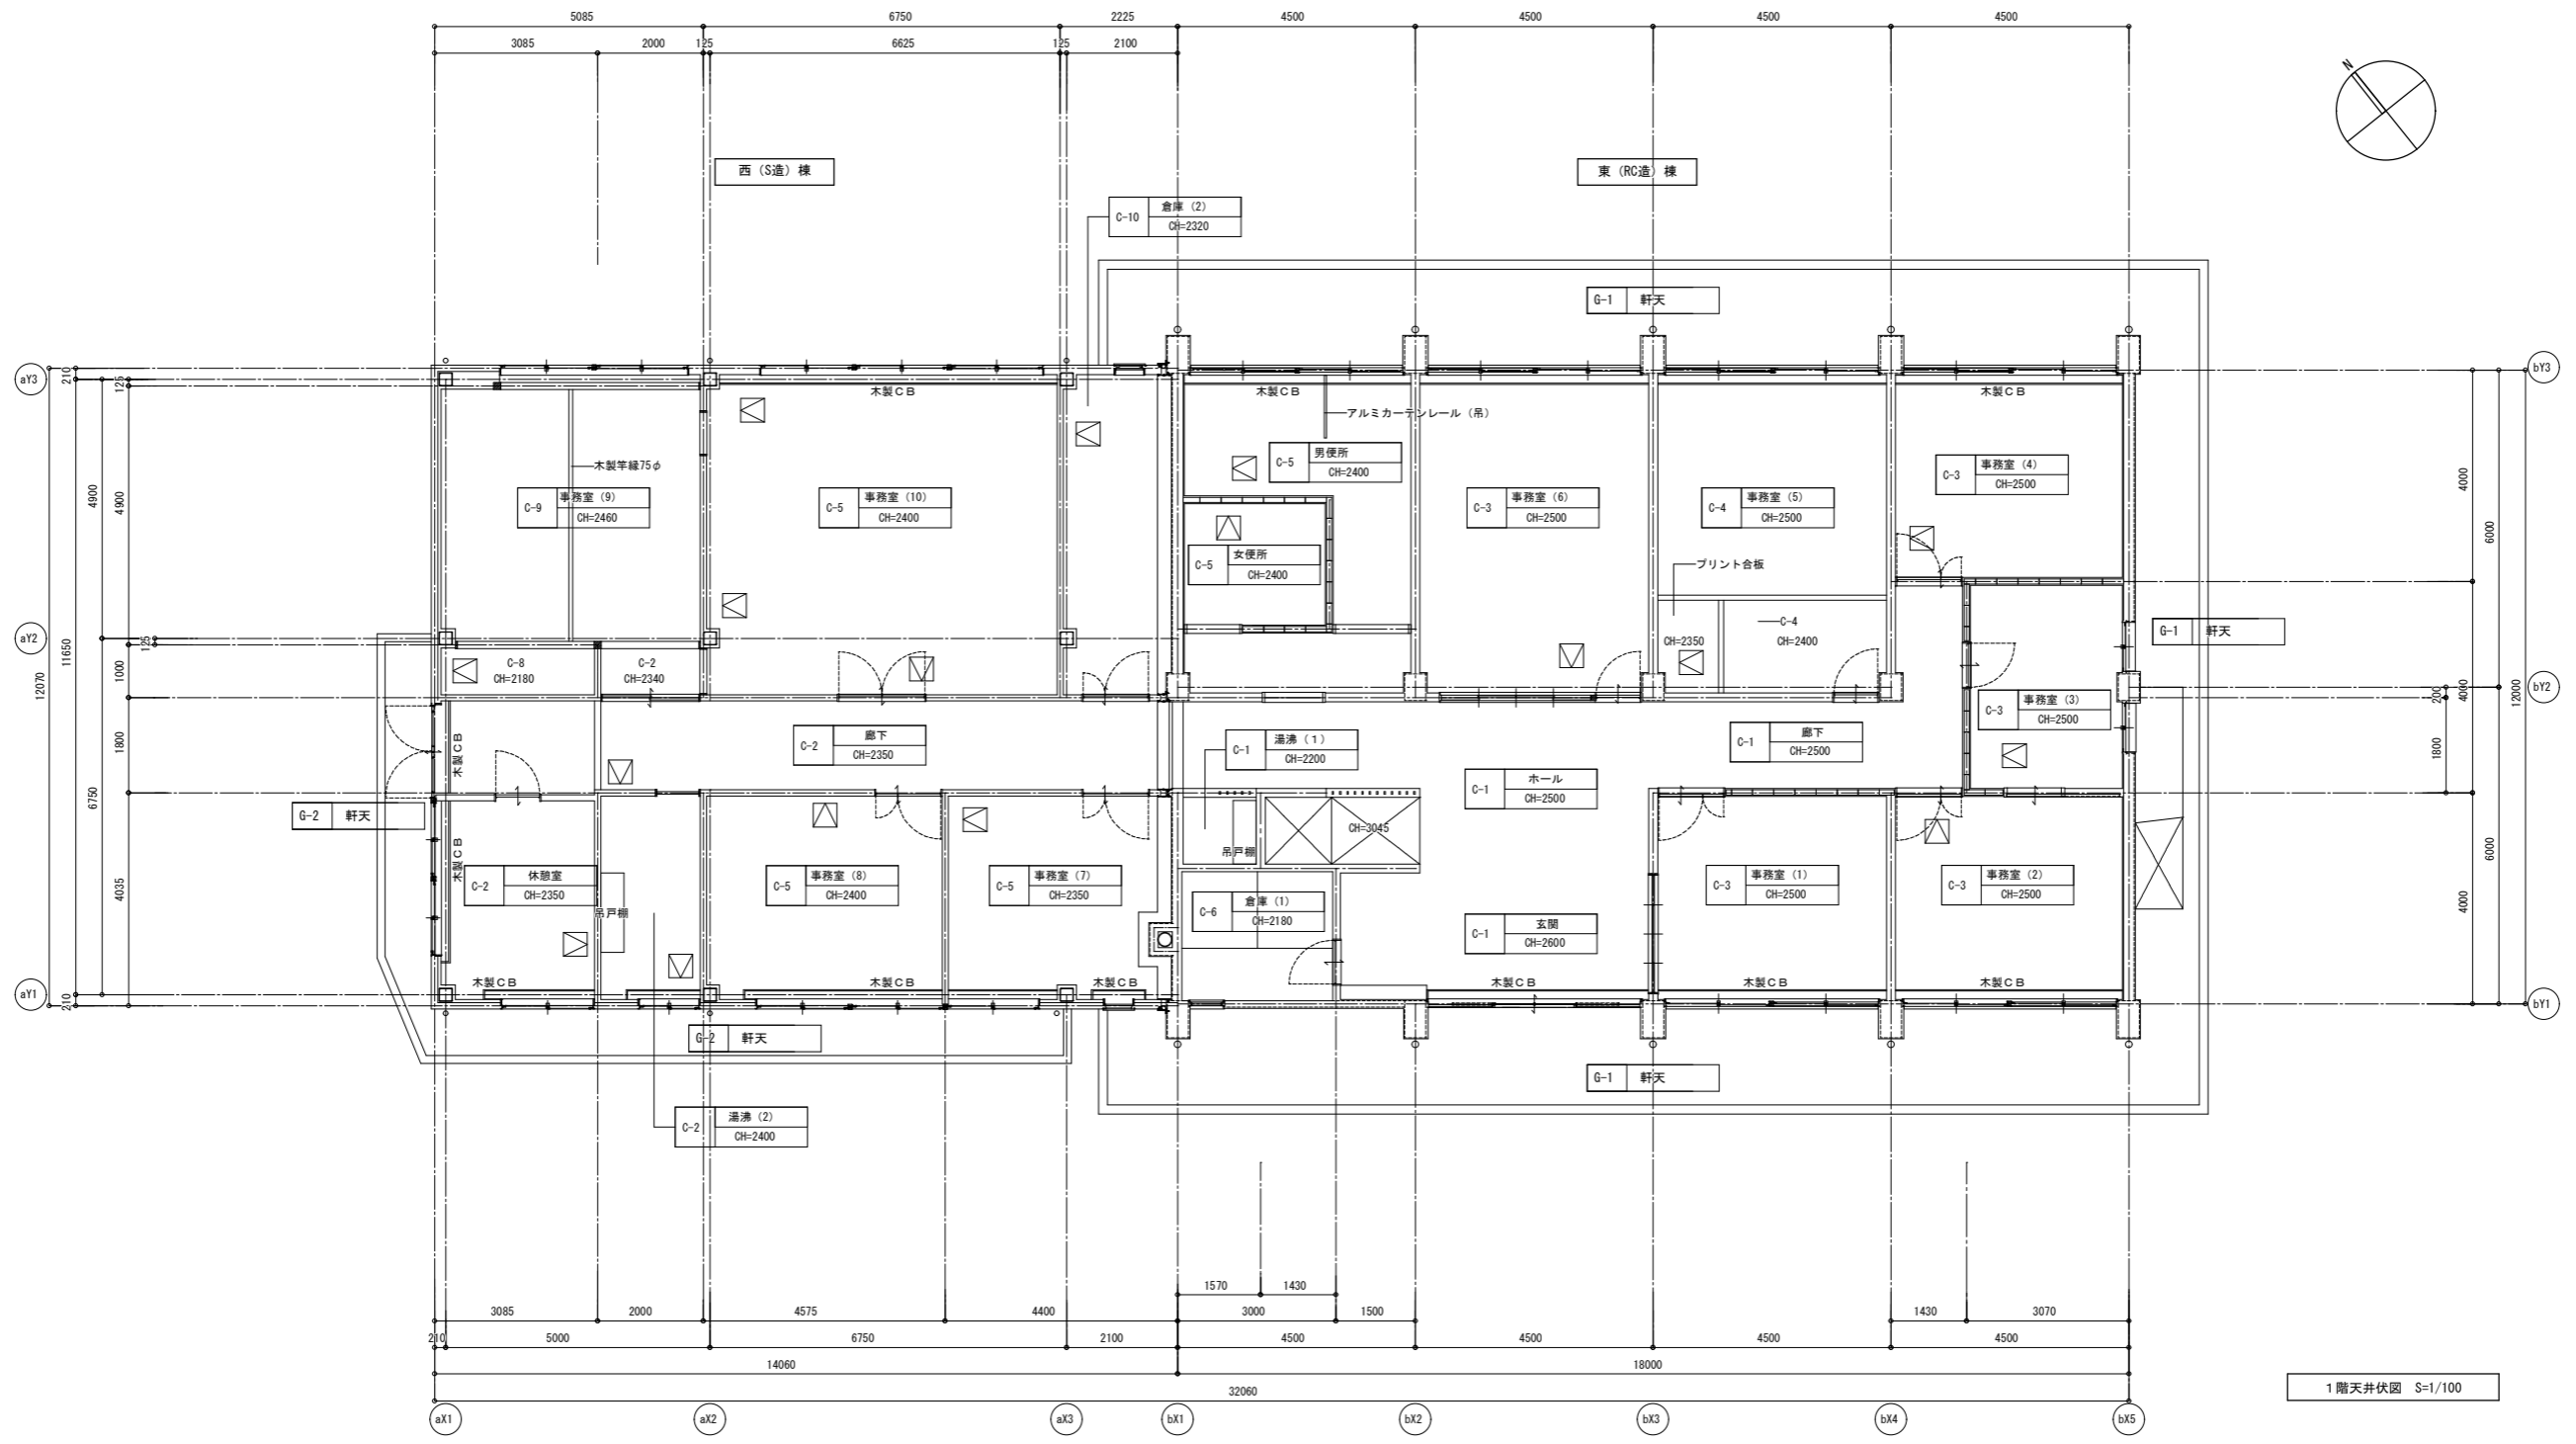 5085 6750 2225 4500 4500 4500 4500
3085 2000 125 6625 125 2100
N
西（S造）棟
東（RC造）棟
C-10
倉庫（2）
CH=2320
G-1 軒天
aY3
bY3
210
125
木製ＣＢ
木製ＣＢ
木製ＣＢ
アルミカーテンレール（吊）
木製竿縁75φ
C-5
男便所
CH=2400
C-3
事務室（4）
CH=2500
C-9
事務室（9）
CH=2460
C-5
事務室（10）
CH=2400
C-3
事務室（6）
CH=2500
C-4
事務室（5）
CH=2500
4900
4900
4000
6000
C-5
女便所
CH=2400
プリント合板
C-4
CH=2350
CH=2400
G-1 軒天
aY2
125
C-8
CH=2180
C-2
CH=2340
12070
11650
1000
bY2
200
4000
12000
C-3
事務室（3）
CH=2500
1800
木製ＣＢ
C-2
廊下
CH=2350
C-1
湯沸（１）
CH=2200
C-1
廊下
CH=2500
1800
6750
C-1
ホール
CH=2500
G-2 軒天
CH=3045
吊戸棚
木製ＣＢ
4035
C-2
休憩室
CH=2350
C-5
事務室（8）
CH=2400
C-5
事務室（7）
CH=2350
C-3
事務室（1）
CH=2500
C-3
事務室（2）
CH=2500
6000
4000
吊戸棚
C-6
倉庫（1）
CH=2180
C-1
玄関
CH=2600
木製ＣＢ
木製ＣＢ
木製ＣＢ
木製ＣＢ
木製ＣＢ
木製ＣＢ
aY1
210
bY1
G-2 軒天
G-1 軒天
C-2
湯沸（2）
CH=2400
1570 1430
3085 2000 4575 4400 3000 1500 1430 3070
210 5000 6750 2100 4500 4500 4500 4500
14060 18000
32060
１階天井伏図 S=1/100
aX1 aX2 aX3 bX1 bX2 bX3 bX4 bX5